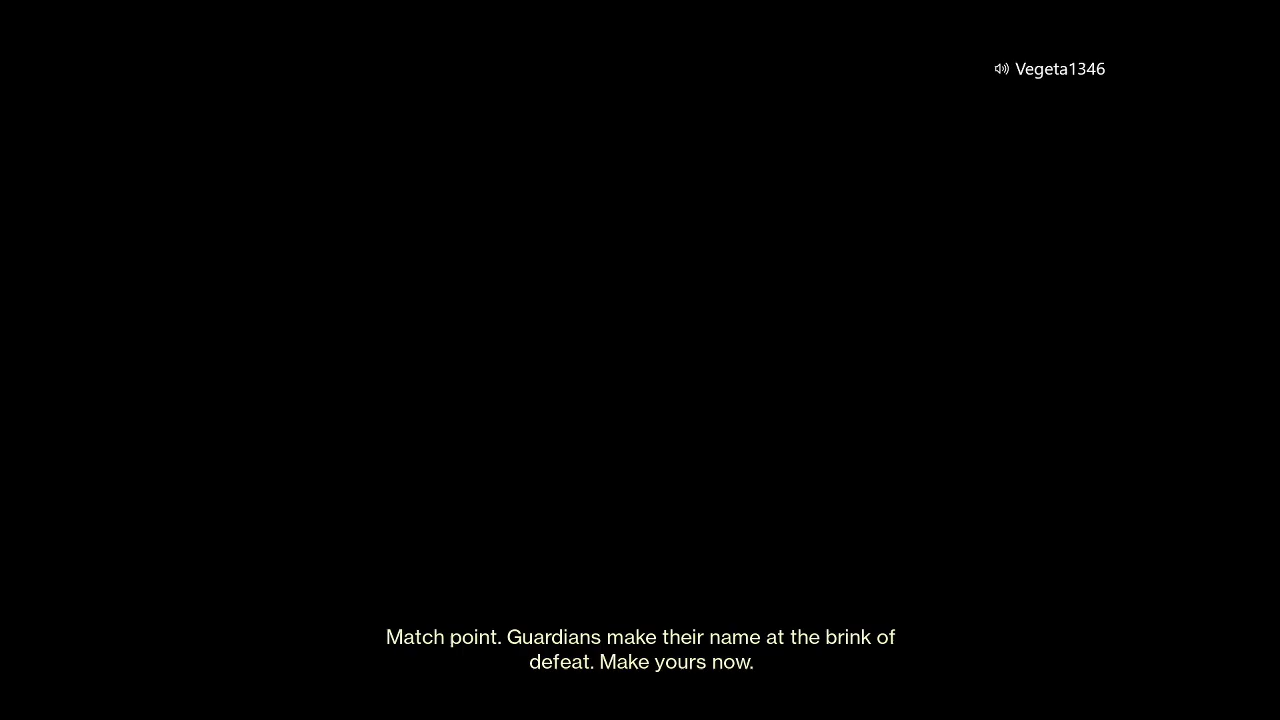 Vegeta1346
Match point. Guardians make their name at the brink of
defeat. Make yours now.